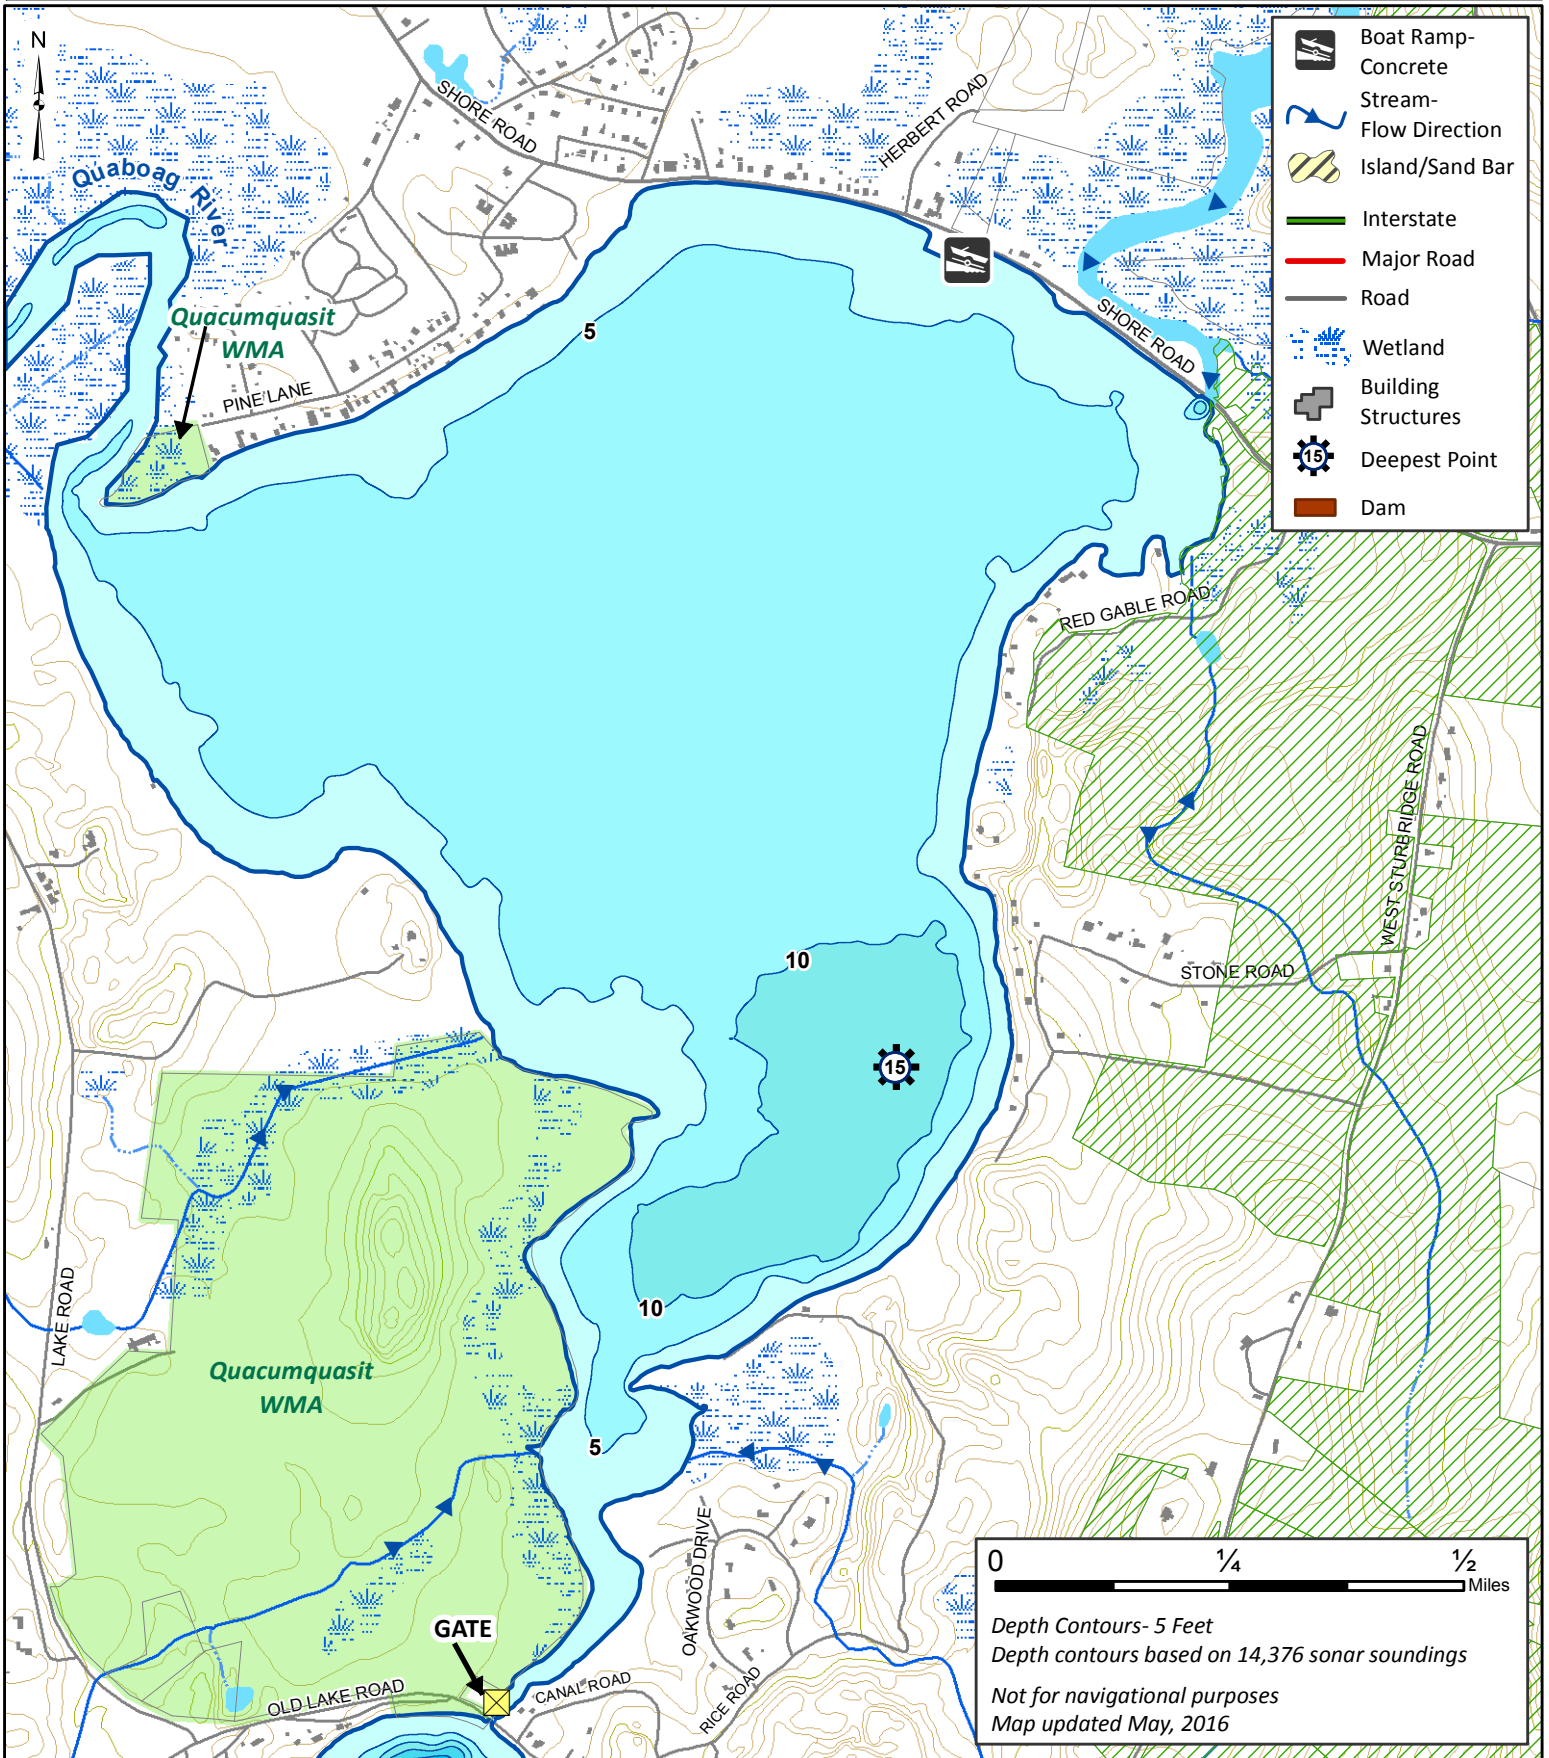 N
Quaboag River
SHORE ROAD
HERBERT ROAD
Quacumquasit
WMA
PINE LANE
5
SHORE ROAD
Boat Ramp-
Concrete
Stream-
Flow Direction
Island/Sand Bar
Interstate
Major Road
Road
Wetland
Building
Structures
15
Deepest Point
Dam
RED GABLE ROAD
WEST STURBRIDGE ROAD
10
STONE ROAD
15
LAKE ROAD
10
Quacumquasit
WMA
5
OAKWOOD DRIVE
GATE
OLD LAKE ROAD
CANAL ROAD
RICE ROAD
0 ¼ ½
Miles
Depth Contours- 5 Feet
Depth contours based on 14,376 sonar soundings
Not for navigational purposes
Map updated May, 2016